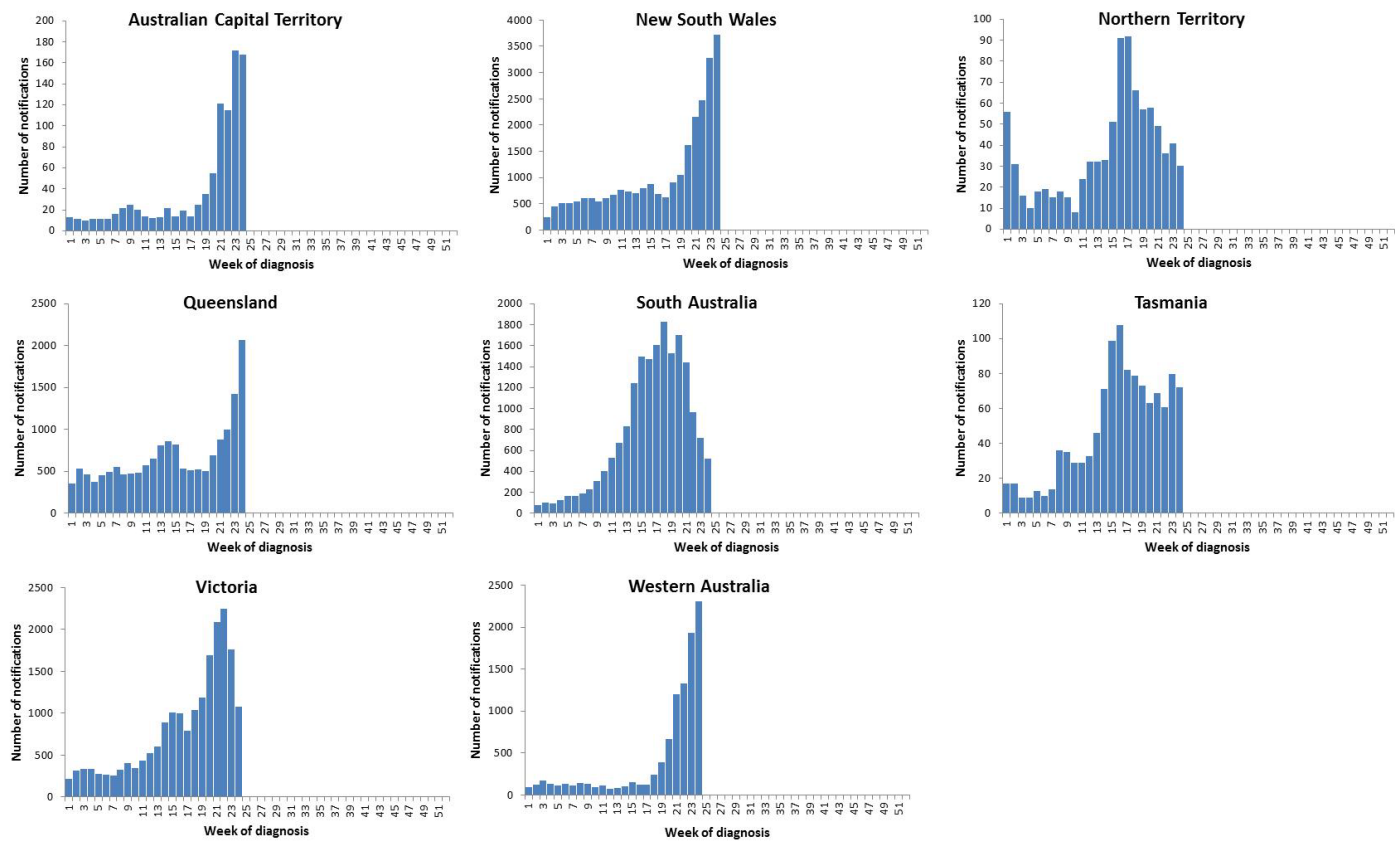 Australian Capital Territory
Number of notifications
200
180
160
140
120
100
80
60
40
20
0
1 3 5 7 9 11 13 15 17 19 21 23 25 27 29 31 33 35 37 39 41 43 45 47 49 51
Week of diagnosis
New South Wales
Number of notifications
4000
3500
3000
2500
2000
1500
1000
500
0
1 3 5 7 9 11 13 15 17 19 21 23 25 27 29 31 33 35 37 39 41 43 45 47 49 51
Week of diagnosis
Northern Territory
Number of notifications
100
90
80
70
60
50
40
30
20
10
0
1 3 5 7 9 11 13 15 17 19 21 23 25 27 29 31 33 35 37 39 41 43 45 47 49 51
Week of diagnosis
Queensland
Number of notifications
2500
2000
1500
1000
500
0
1 3 5 7 9 11 13 15 17 19 21 23 25 27 29 31 33 35 37 39 41 43 45 47 49 51
Week of diagnosis
South Australia
Number of notifications
2000
1800
1600
1400
1200
1000
800
600
400
200
0
1 3 5 7 9 11 13 15 17 19 21 23 25 27 29 31 33 35 37 39 41 43 45 47 49 51
Week of diagnosis
Tasmania
Number of notifications
120
100
80
60
40
20
0
1 3 5 7 9 11 13 15 17 19 21 23 25 27 29 31 33 35 37 39 41 43 45 47 49 51
Week of diagnosis
Victoria
Number of notifications
2500
2000
1500
1000
500
0
1 3 5 7 9 11 13 15 17 19 21 23 25 27 29 31 33 35 37 39 41 43 45 47 49 51
Week of diagnosis
Western Australia
Number of notifications
2500
2000
1500
1000
500
0
1 3 5 7 9 11 13 15 17 19 21 23 25 27 29 31 33 35 37 39 41 43 45 47 49 51
Week of diagnosis